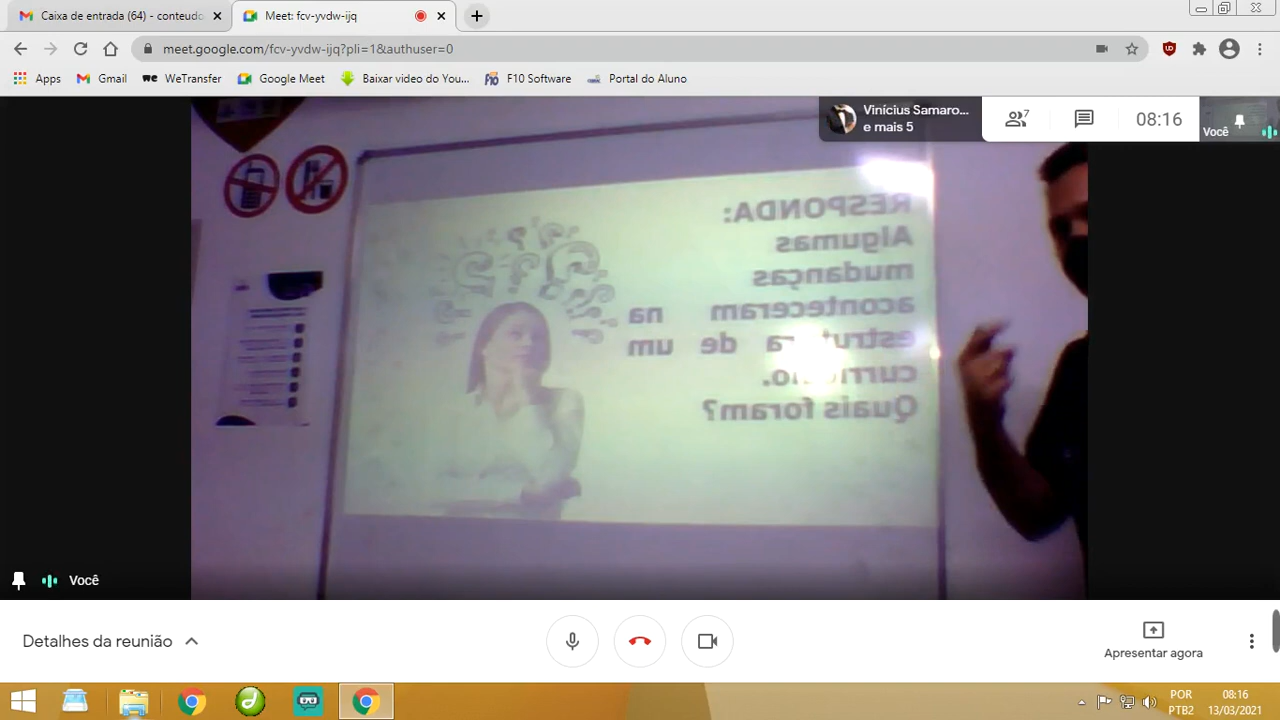 Caixa de entrada (64) - conteudo
Meet: fcv-yvdw-ijq
meet.google.com/fcv-yvdw-ijq?pli=1&authuser=0
Apps
Gmail
WeTransfer
Google Meet
Baixar video do You...
F10 Software
Portal do Aluno
Vinícius Samaro...
e mais 5
7
08:16
Você
RESPONDA:
Algumas
mudanças
aconteceram na
estrutura de um
currículo.
Quais foram?
Você
Detalhes da reunião
Apresentar agora
POR
PTB2
08:16
13/03/2021